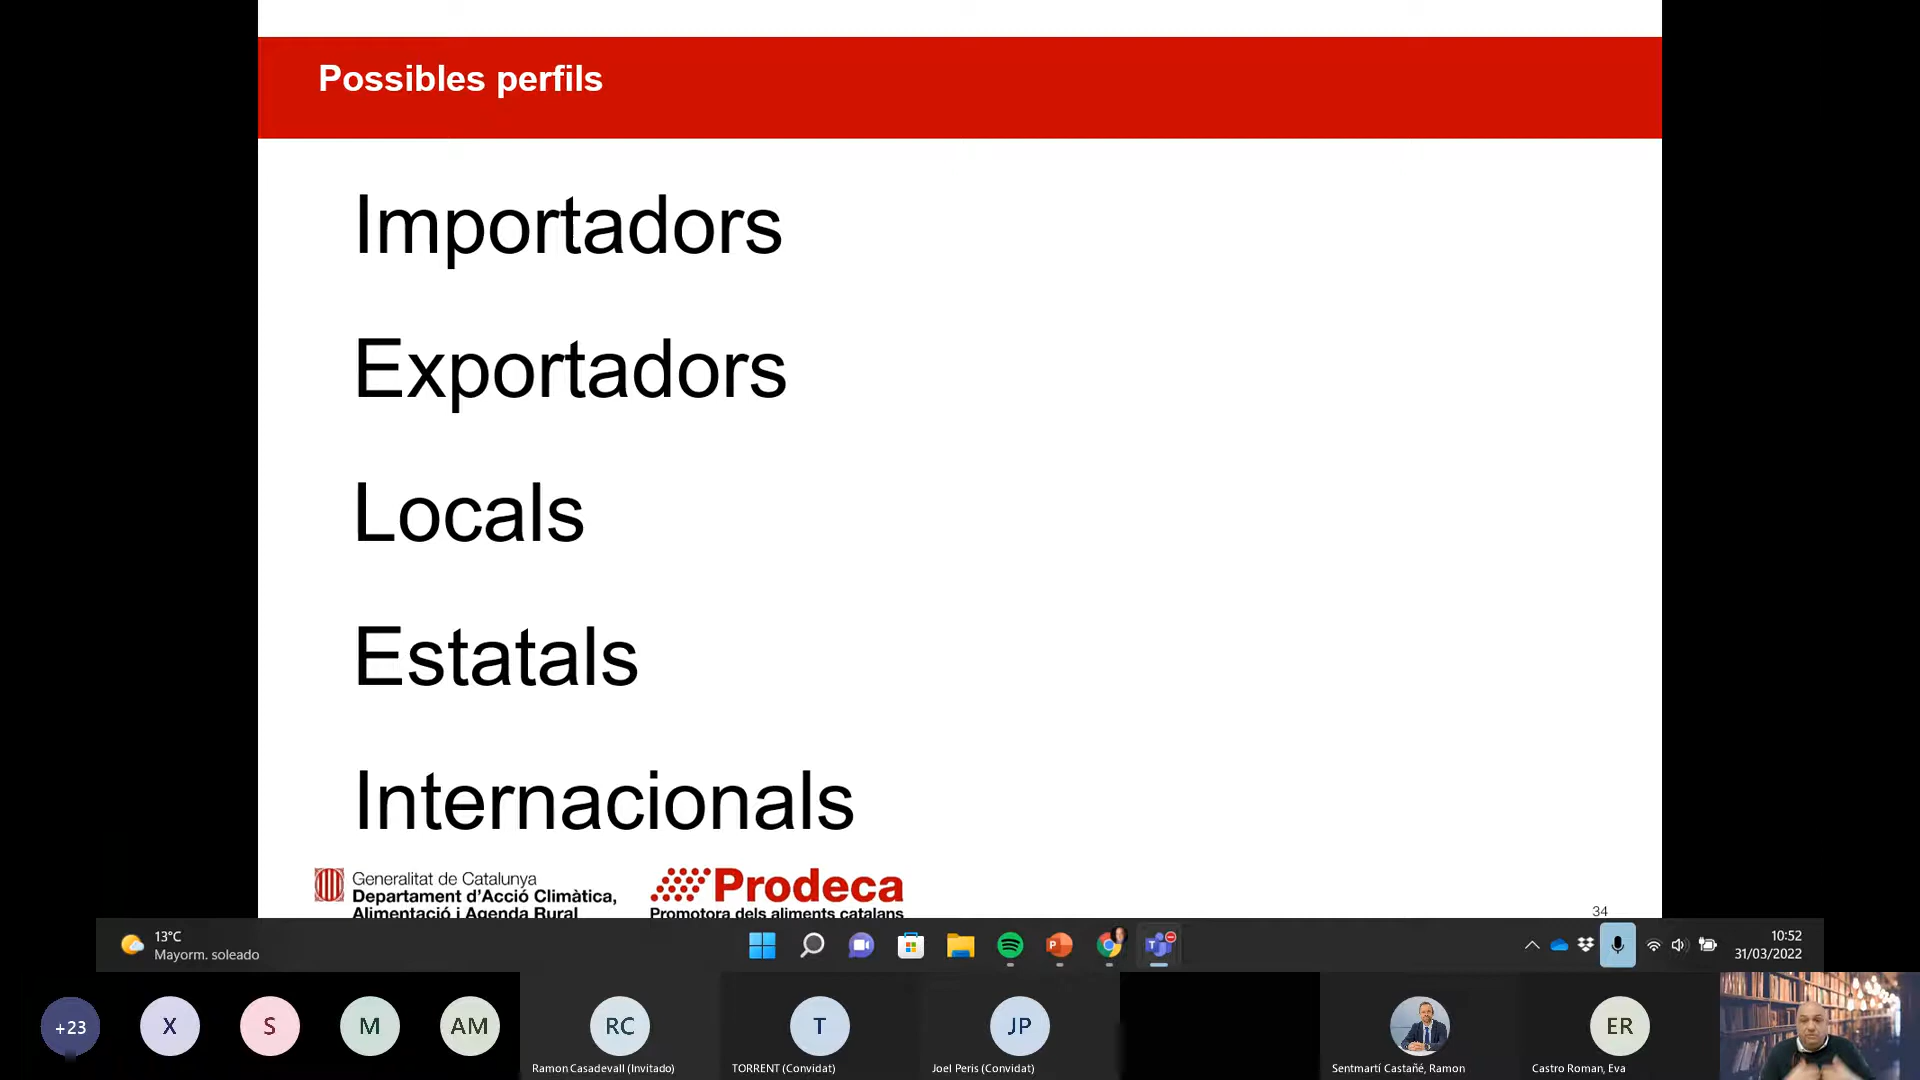 Possibles perfils
Importadors
Exportadors
Locals
Estatals
Internacionals
Generalitat de Catalunya
Departament d'Acció Climàtica,
Alimentació i Agenda Rural
Prodeca
Promotora dels aliments catalans
34
13°C
Mayorm. soleado
10:52
31/03/2022
+23
X
S
M
AM
RC
T
JP
ER
Ramon Casadevall (Invitado)
TORRENT (Convidat)
Joel Peris (Convidat)
Sentmartí Castañé, Ramon
Castro Roman, Eva